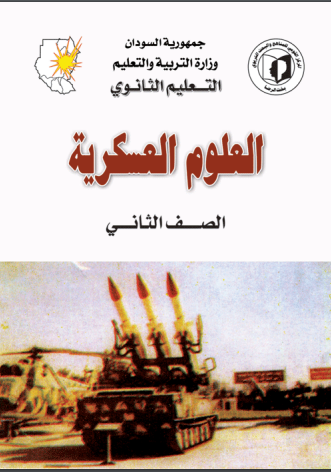 جمهورية السودان
وزارة التربية والتعليم
التعليم الثانوي
العلوم العسكرية
الصف الثاني